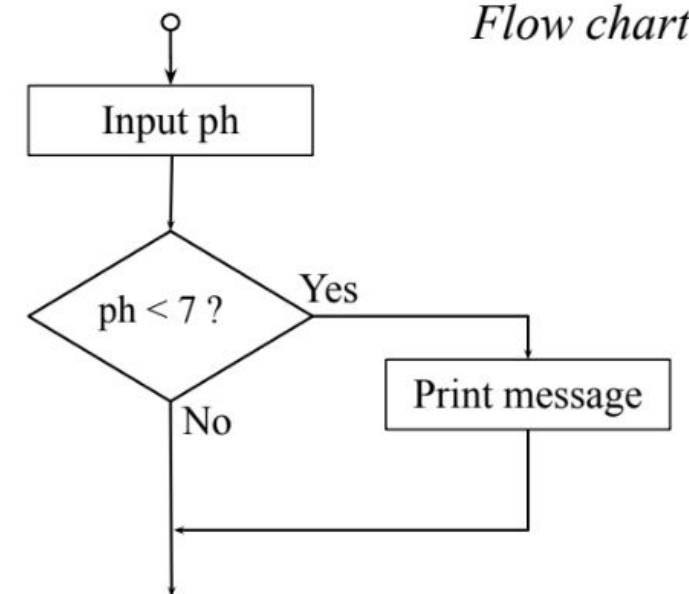 Flow chart
Input ph
ph < 7 ?
Yes
Print message
No